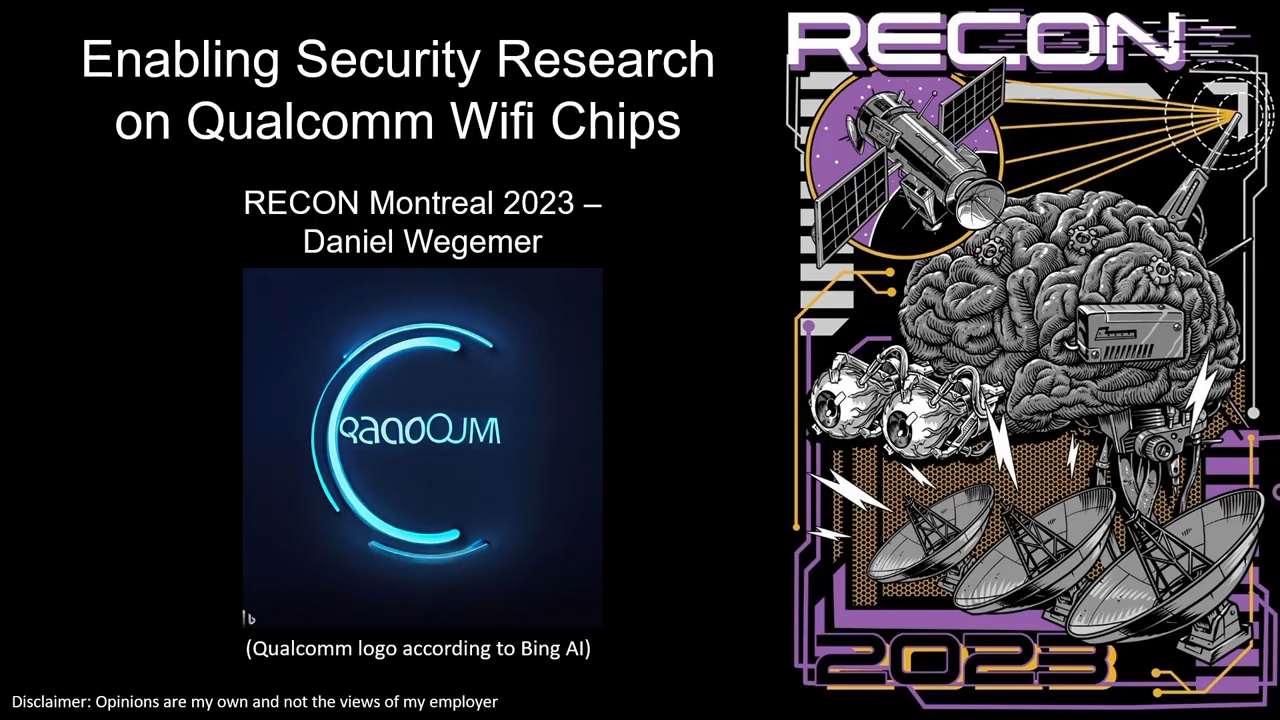 Enabling Security Research
on Qualcomm Wifi Chips
RECON Montreal 2023 –
Daniel Wegemer
(Qualcomm logo according to Bing AI)
Disclaimer: Opinions are my own and not the views of my employer
RECON
2023